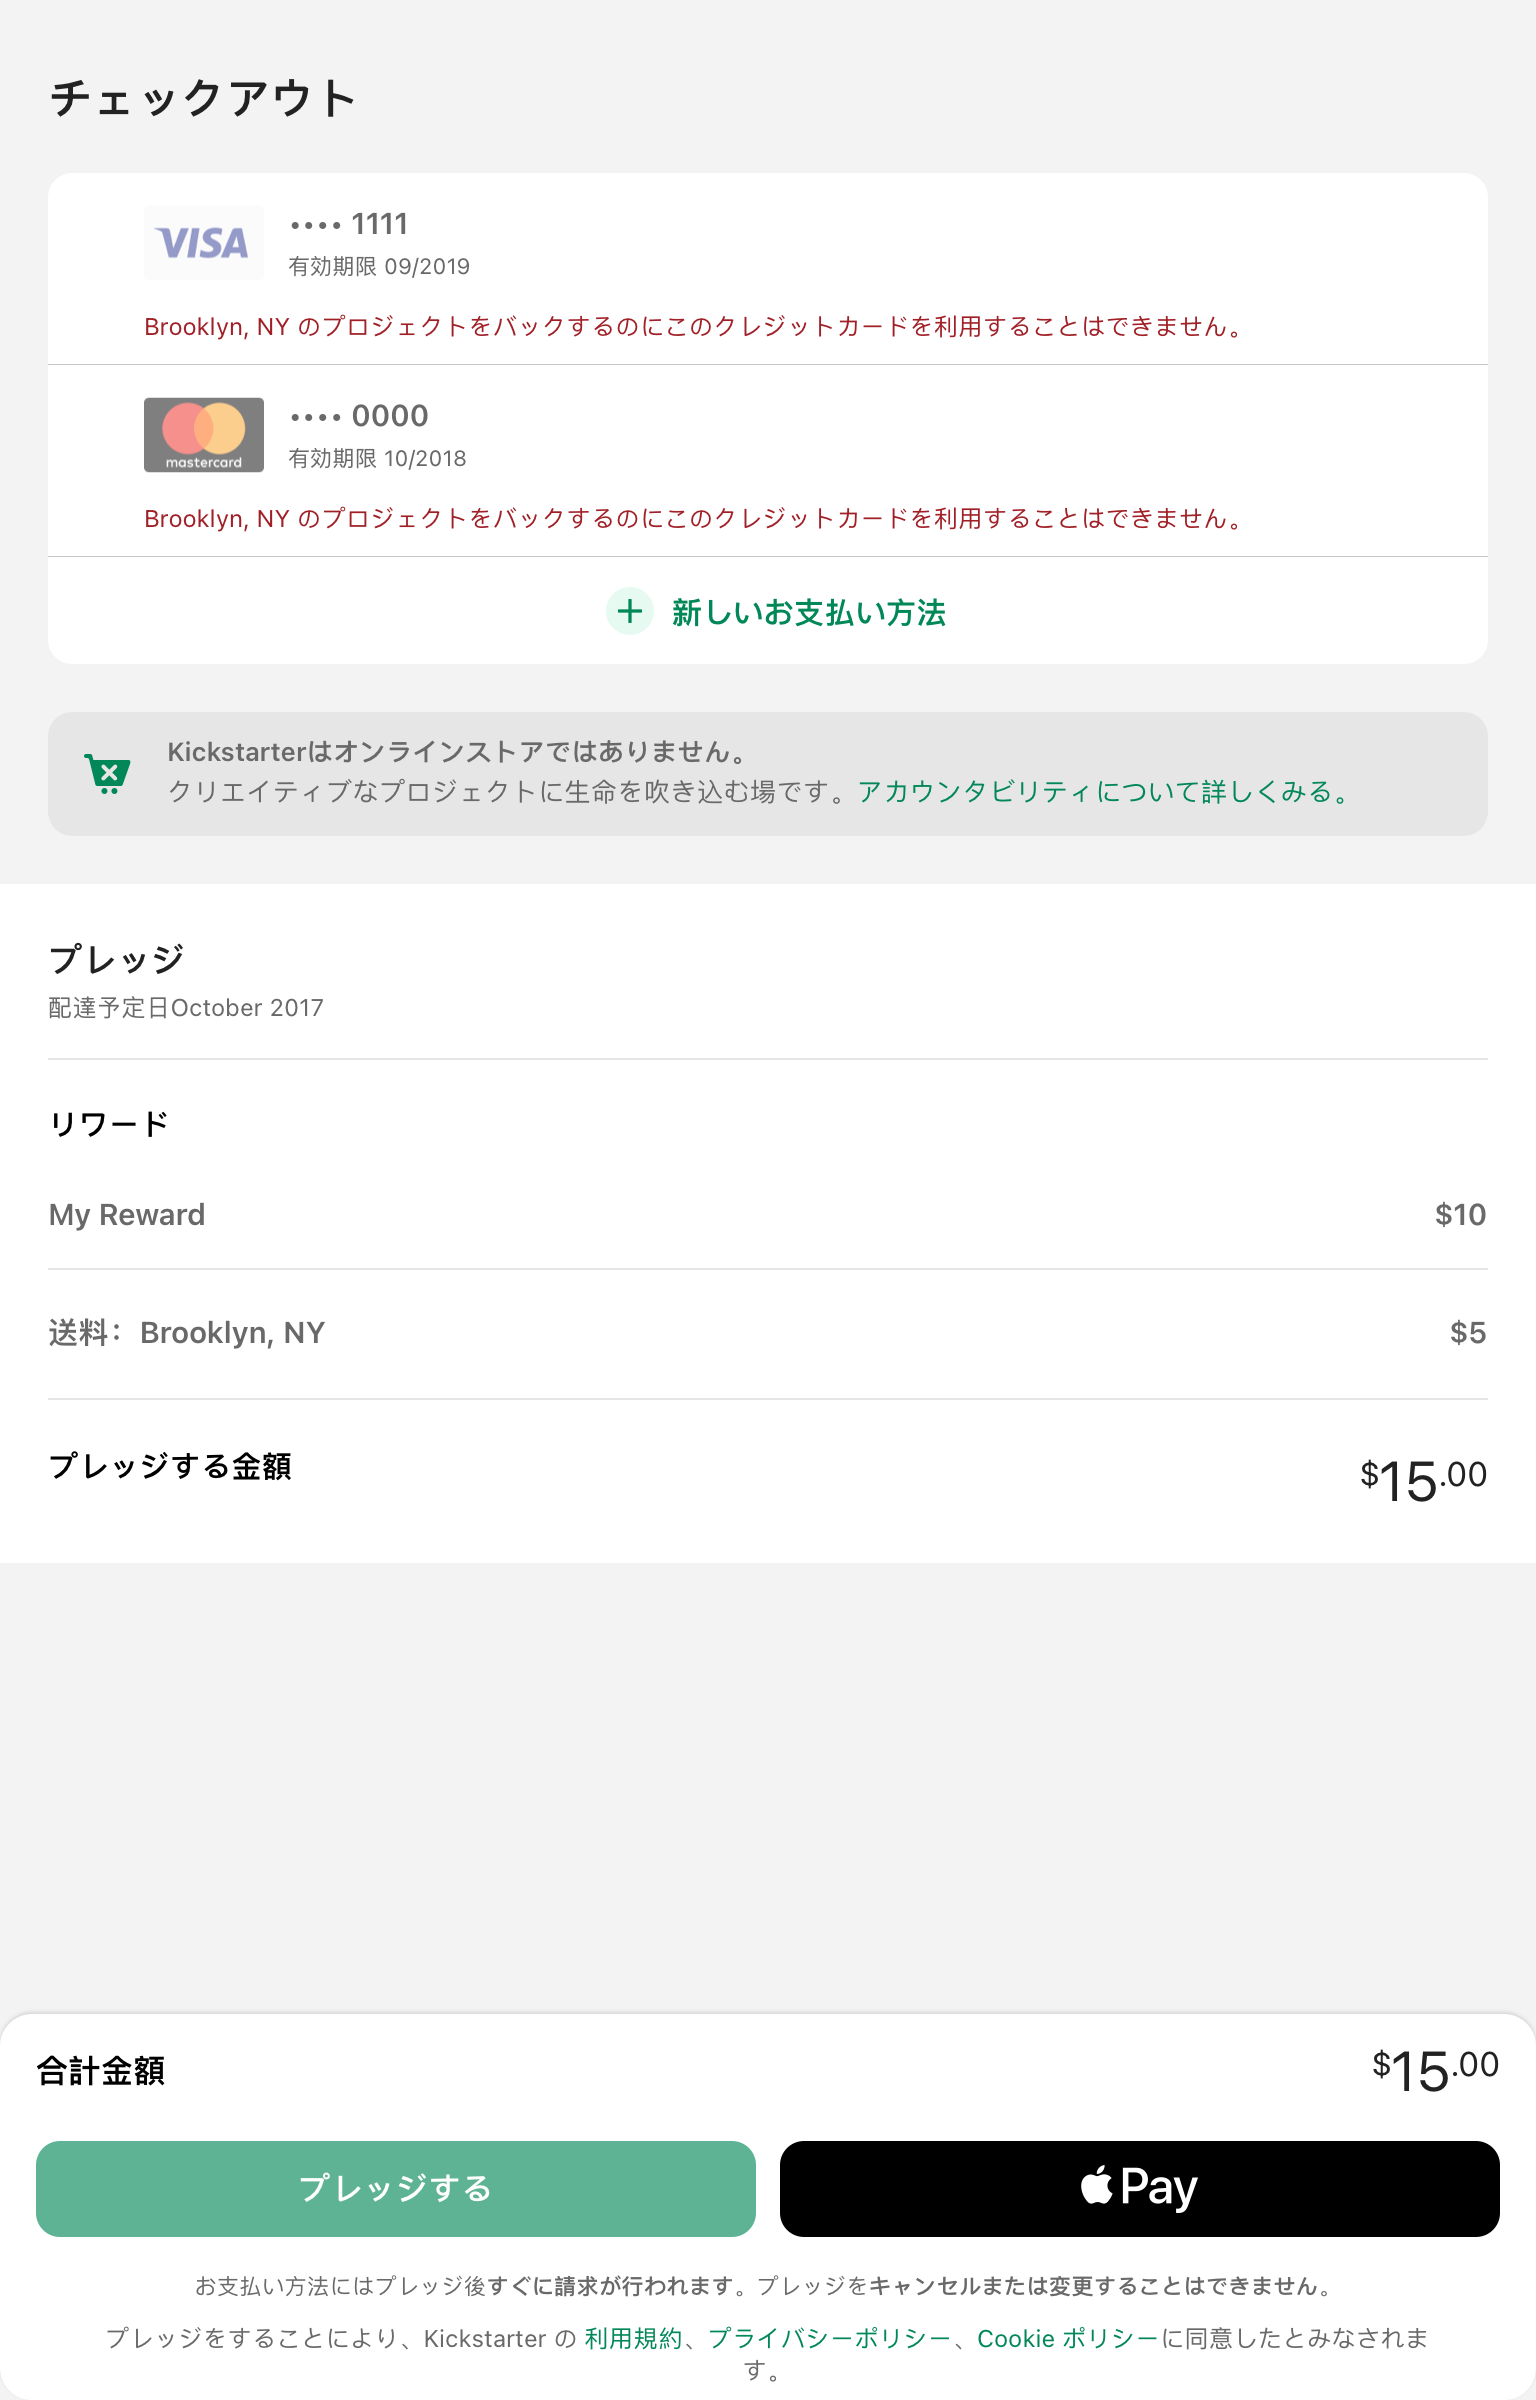 チェックアウト
VISA
•••• 1111
有効期限 09/2019
Brooklyn, NY のプロジェクトをバックするのにこのクレジットカードを利用することはできません。
mastercard
•••• 0000
有効期限 10/2018
Brooklyn, NY のプロジェクトをバックするのにこのクレジットカードを利用することはできません。
新しいお支払い方法
Kickstarterはオンラインストアではありません。
クリエイティブなプロジェクトに生命を吹き込む場です。アカウンタビリティについて詳しくみる。
プレッジ
配達予定日October 2017
リワード
My Reward $10
送料： Brooklyn, NY $5
プレッジする金額 $15.00
合計金額 $15.00
プレッジする
Pay
お支払い方法にはプレッジ後すぐに請求が行われます。プレッジをキャンセルまたは変更することはできません。
プレッジをすることにより、Kickstarter の 利用規約、プライバシーポリシー、Cookie ポリシーに同意したとみなされま
す。